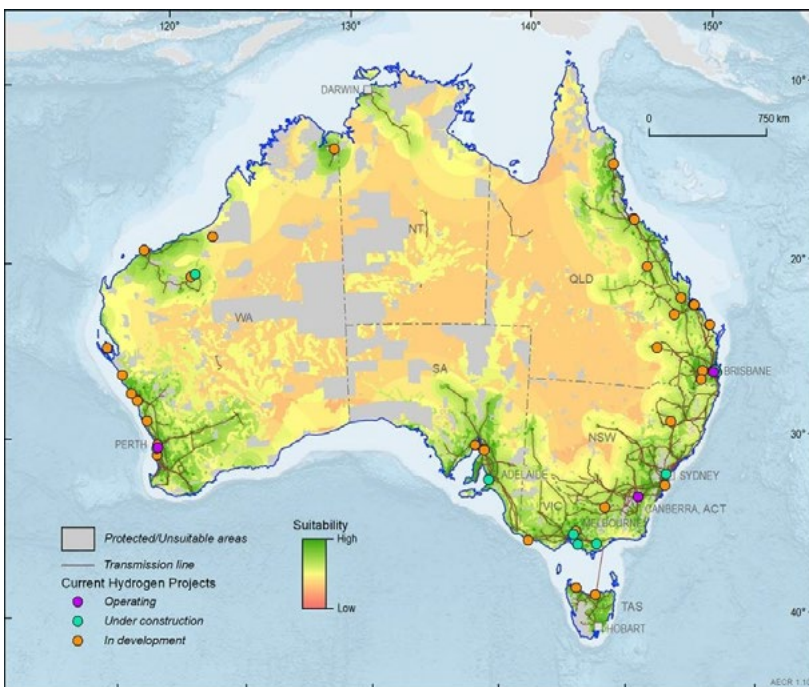 120°
130°
140°
150°
10°
DARWIN
0
750 km
NT
20°
QLD
WA
SA
BRISBANE
30°
NSW
PERTH
ADELAIDE
SYDNEY
VIC
CANBERRA, ACT
MELBOURNE
Protected/Unsuitable areas
Transmission line
Current Hydrogen Projects
Operating
Under construction
In development
Suitability
High
Low
TAS
40°
HOBART